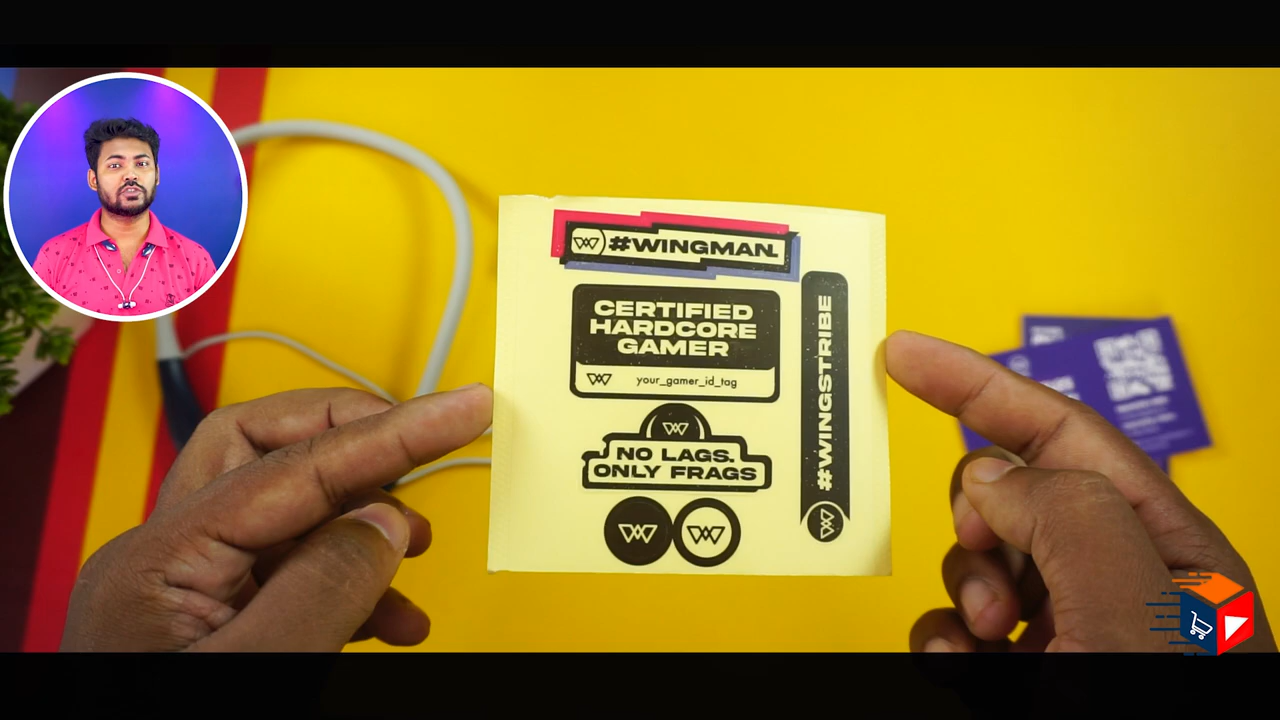 #WINGMAN.
CERTIFIED
HARDCORE
GAMER
your_gamer_id_tag
#WINGSTRIBE
NO LAGS.
ONLY FRAGS